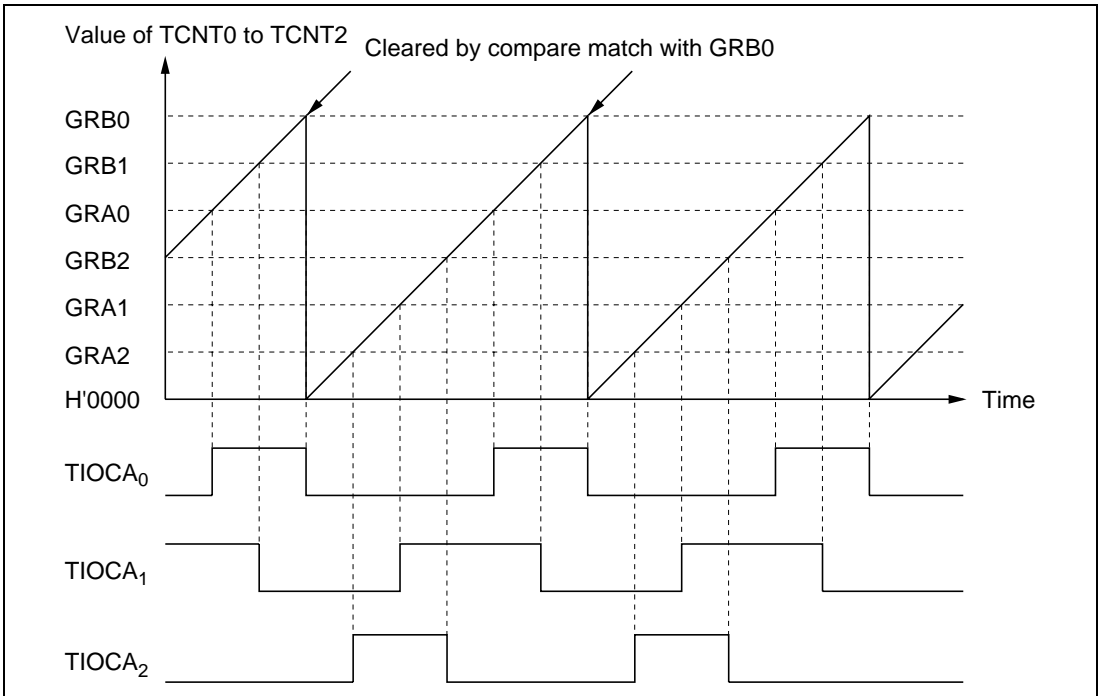 Value of TCNT0 to TCNT2
Cleared by compare match with GRB0
GRB0
GRB1
GRA0
GRB2
GRA1
GRA2
H'0000
Time
TIOCA0
TIOCA1
TIOCA2